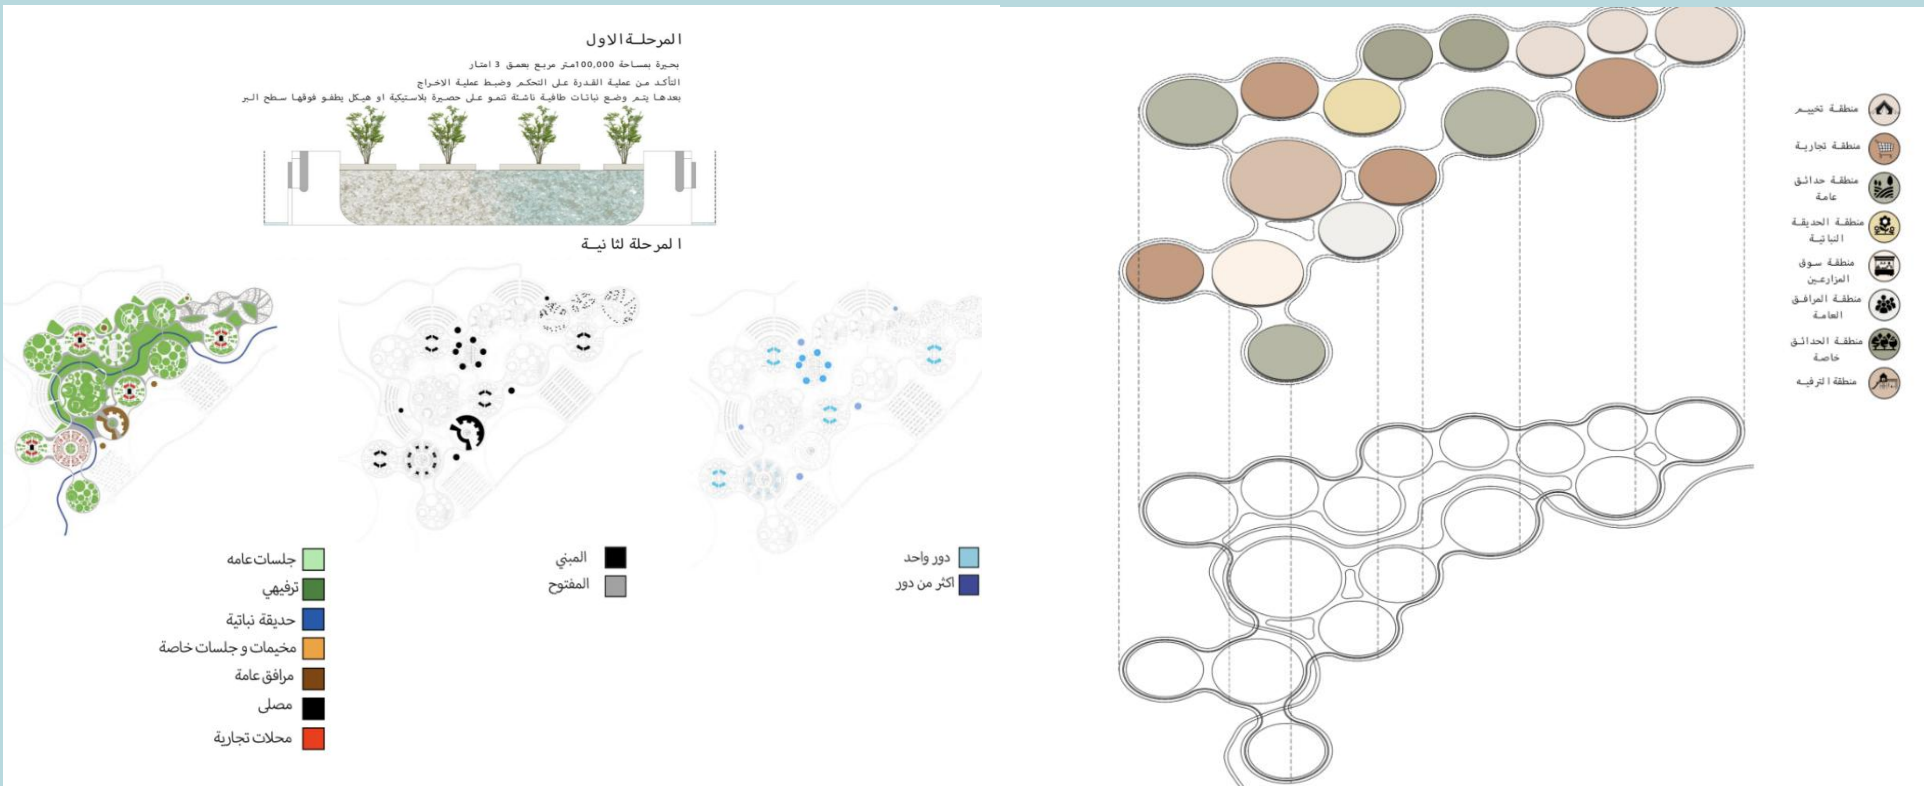 المرحلـة الاول
بحيرة بمساحة 100,000متر مربع بعمق 3 امتار
التأكد من عملية القدرة على التحكم وضبط عملية الاخراج
بعدها يتم وضع نباتات طافية ناشئة تنمو على حصيرة بلاستيكية او هيكل يطفو فوقها سطح البر
المرحلة لثانيـة
جلسات عامه
ترفيهي
حديقة نباتية
مخيمات و جلسات خاصة
مرافق عامة
مصلى
محلات تجارية
المبني
المفتوح
دور واحد
اكثر من دور
منطقة تخييم
منطقة تجارية
منطقة حدائق
عامة
منطقة الحديقة
النباتية
منطقة سوق
المزارعين
منطقة المرافق
العامة
منطقة الحدائق
خاصة
منطقة الترفيه